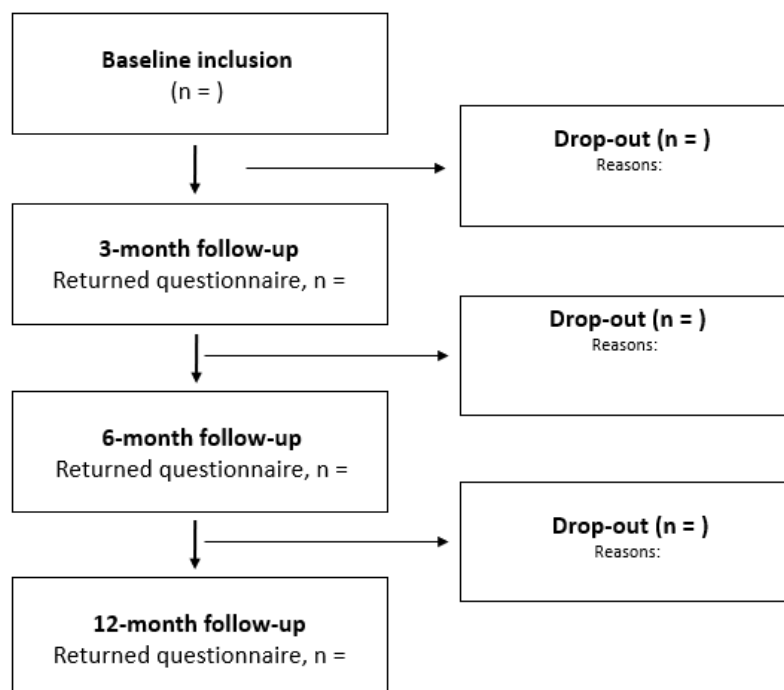 Baseline inclusion
(n = )
Drop-out (n = )
Reasons:
3-month follow-up
Returned questionnaire, n =
Drop-out (n = )
Reasons:
6-month follow-up
Returned questionnaire, n =
Drop-out (n = )
Reasons:
12-month follow-up
Returned questionnaire, n =